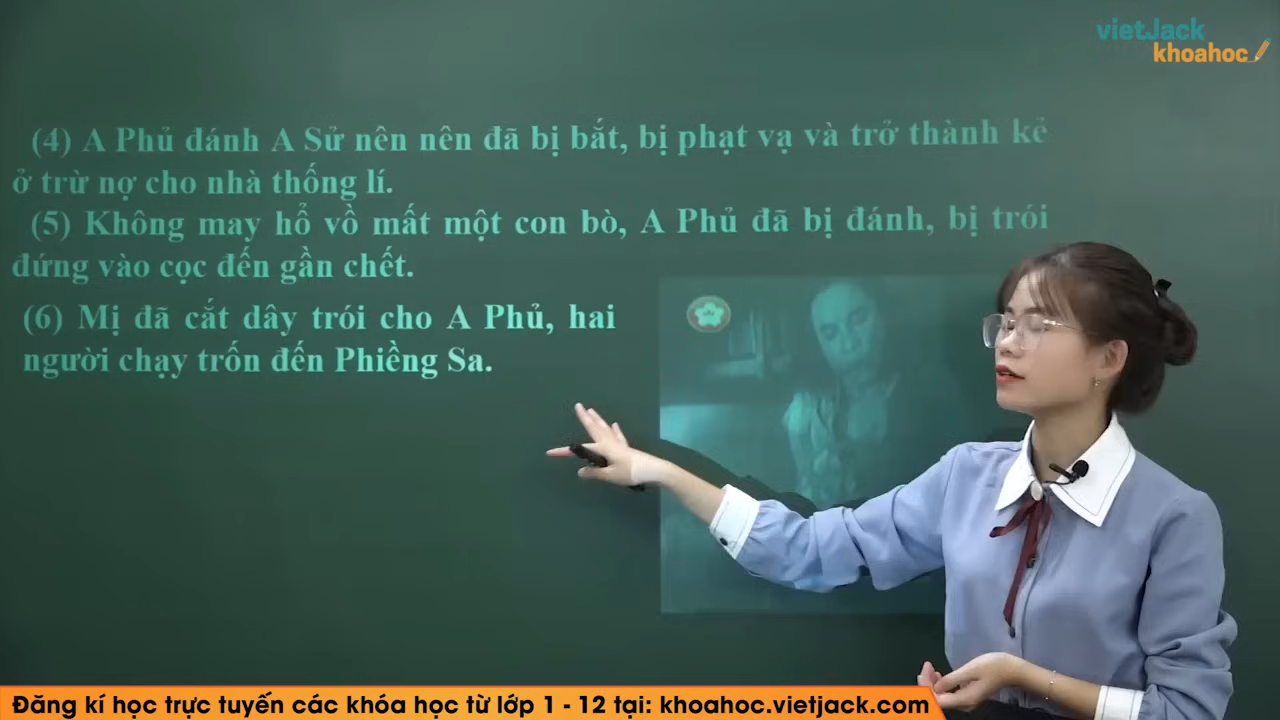 vietJack
khoahoc
(4) A Phủ đánh A Sử nên nên đã bị bắt, bị phạt vạ và trở thành kẻ
ở trừ nợ cho nhà thống lí.
(5) Không may hổ vồ mất một con bò, A Phủ đã bị đánh, bị trói
đứng vào cọc đến gần chết.
(6) Mị đã cắt dây trói cho A Phủ, hai
người chạy trốn đến Phiềng Sa.
Đăng kí học trực tuyến các khóa học từ lớp 1 - 12 tại: khoahoc.vietjack.com